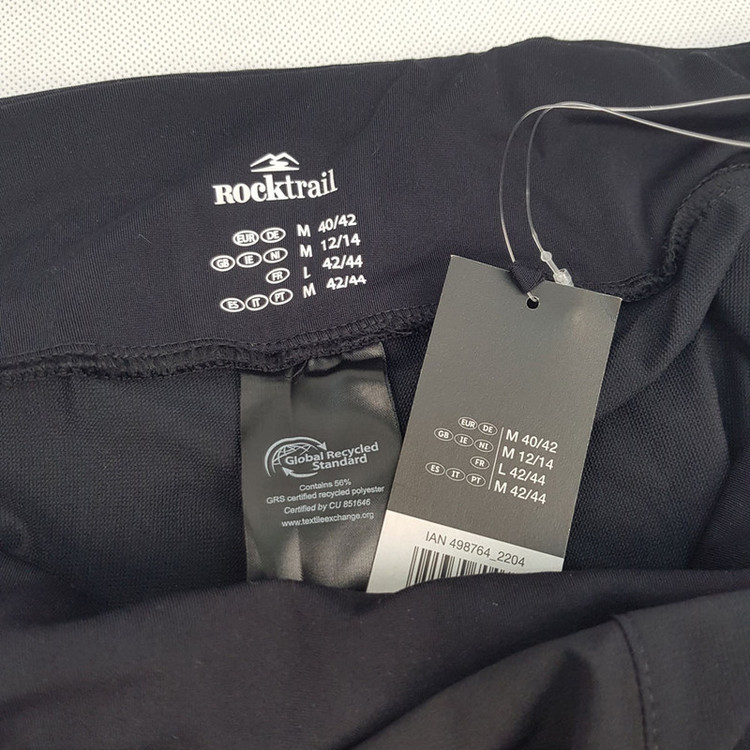 Rocktrail
EUR DE M 40/42
GB IE NI M 12/14
FR L 42/44
ES IT PT M 42/44
Global Recycled
Standard
Contains 56%
GRS certified recycled polyester
Certified by CU 851646
www.textileexchange.org
EUR DE M 40/42
GB IE NI M 12/14
FR L 42/44
ES IT PT M 42/44
IAN 498764_2204